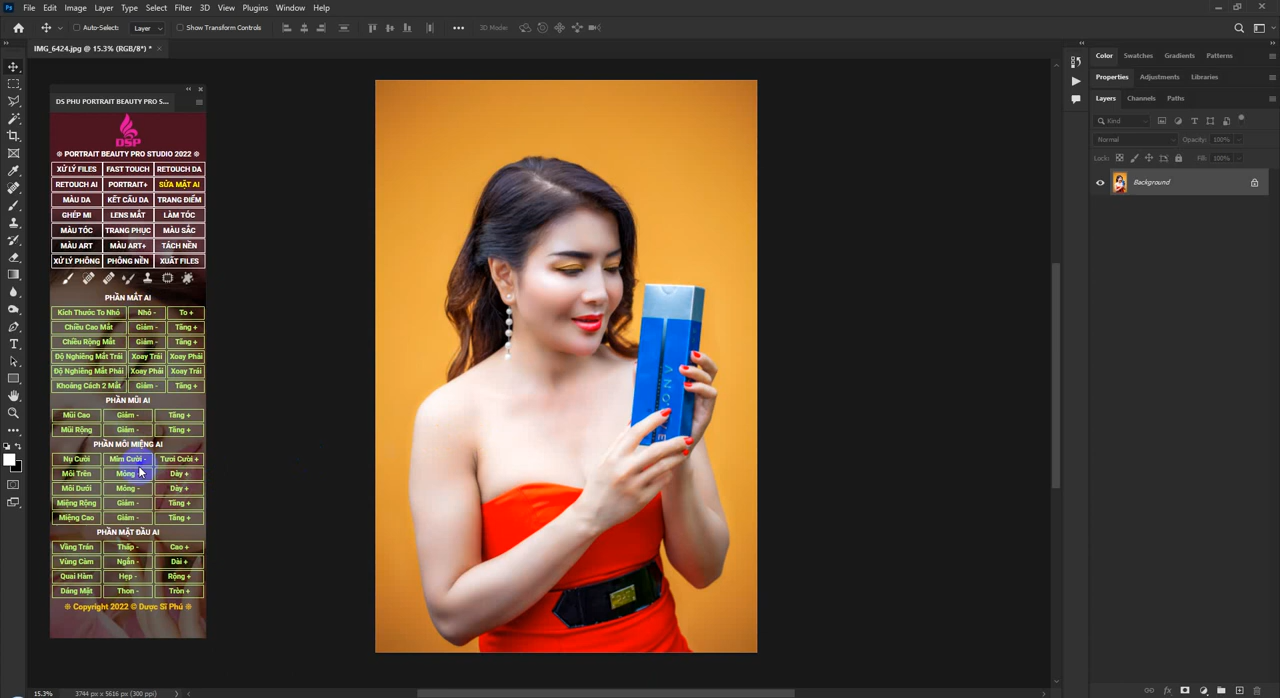 Ps File Edit Image Layer Type Select Filter 3D View Plugins Window Help
Auto-Select: Layer Show Transform Controls 3D Mode:
IMG_6424.jpg @ 15.3% (RGB/8*) *
DS PHU PORTRAIT BEAUTY PRO S...
DSP
PORTRAIT BEAUTY PRO STUDIO 2022
XỬ LÝ FILES FAST TOUCH RETOUCH DA
RETOUCH AI PORTRAIT+ SỬA MẶT AI
MÀU DA KẾT CẤU DA TRANG ĐIỂM
GHÉP MI LENS MẮT LÀM TÓC
MÀU TÓC TRANG PHỤC MÀU SẮC
MÀU ART MÀU ART+ TÁCH NỀN
XỬ LÝ PHÔNG PHÔNG NỀN XUẤT FILES
PHẦN MẮT AI
Kích Thước To Nhỏ Nhỏ - To +
Chiều Cao Mắt Giảm - Tăng +
Chiều Rộng Mắt Giảm - Tăng +
Độ Nghiêng Mắt Trái Xoay Trái Xoay Phải
Độ Nghiêng Mắt Phải Xoay Phải Xoay Trái
Khoảng Cách 2 Mắt Giảm - Tăng +
PHẦN MŨI AI
Mũi Cao Giảm - Tăng +
Mũi Rộng Giảm - Tăng +
PHẦN MÔI MIỆNG AI
Nụ Cười Mỉm Cười - Tươi Cười +
Môi Trên Mỏng - Dày +
Môi Dưới Mỏng - Dày +
Miệng Rộng Giảm - Tăng +
Miệng Cao Giảm - Tăng +
PHẦN MẶT ĐẦU AI
Vầng Trán Thấp - Cao +
Vùng Cằm Ngắn - Dài +
Quai Hàm Hẹp - Rộng +
Dáng Mặt Thon - Tròn +
Copyright 2022 © Dược Sĩ Phú
Color Swatches Gradients Patterns
Properties Adjustments Libraries
Layers Channels Paths
Kind
Normal Opacity: 100%
Lock: Fill: 100%
Background
15.3% 3744 px x 5616 px (300 ppi)